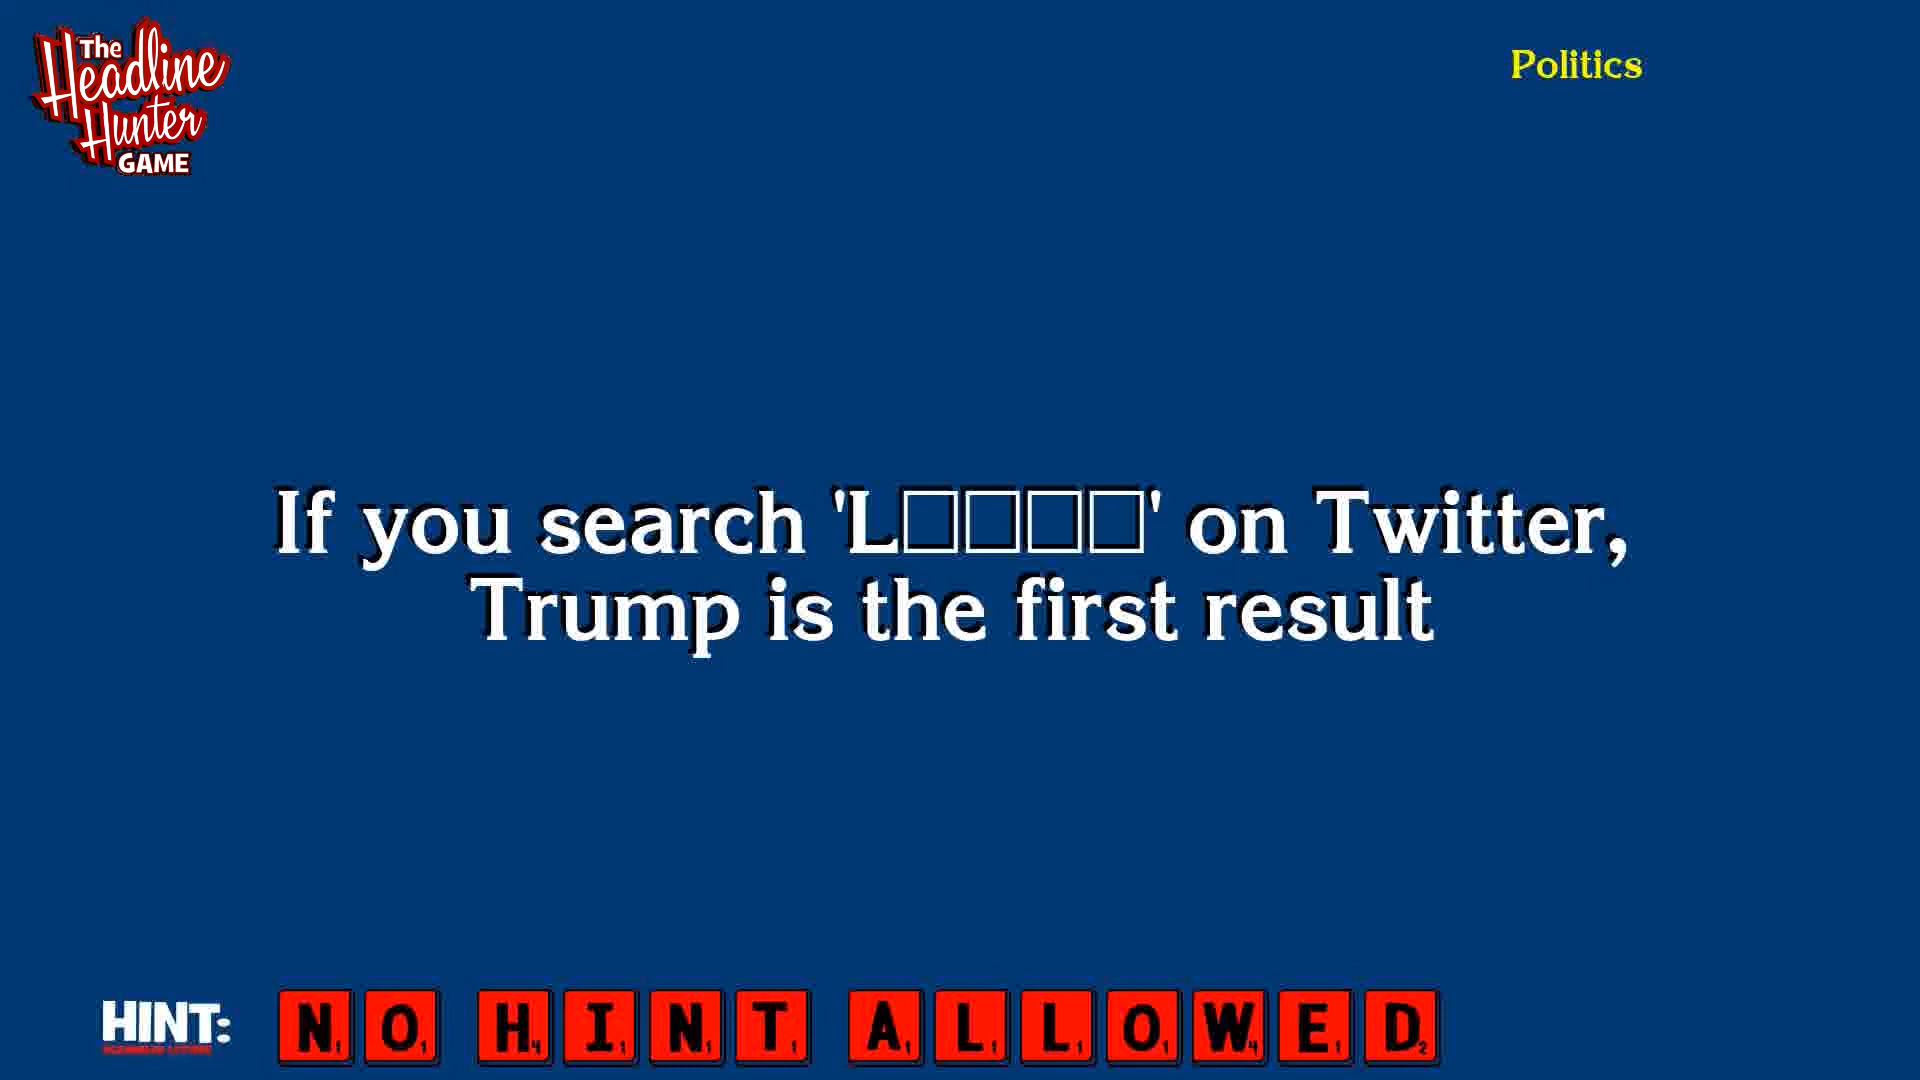 The
Headline
Hunter
GAME
Politics
If you search 'L□□□□' on Twitter,
Trump is the first result
HINT:
NO HINT ALLOWED